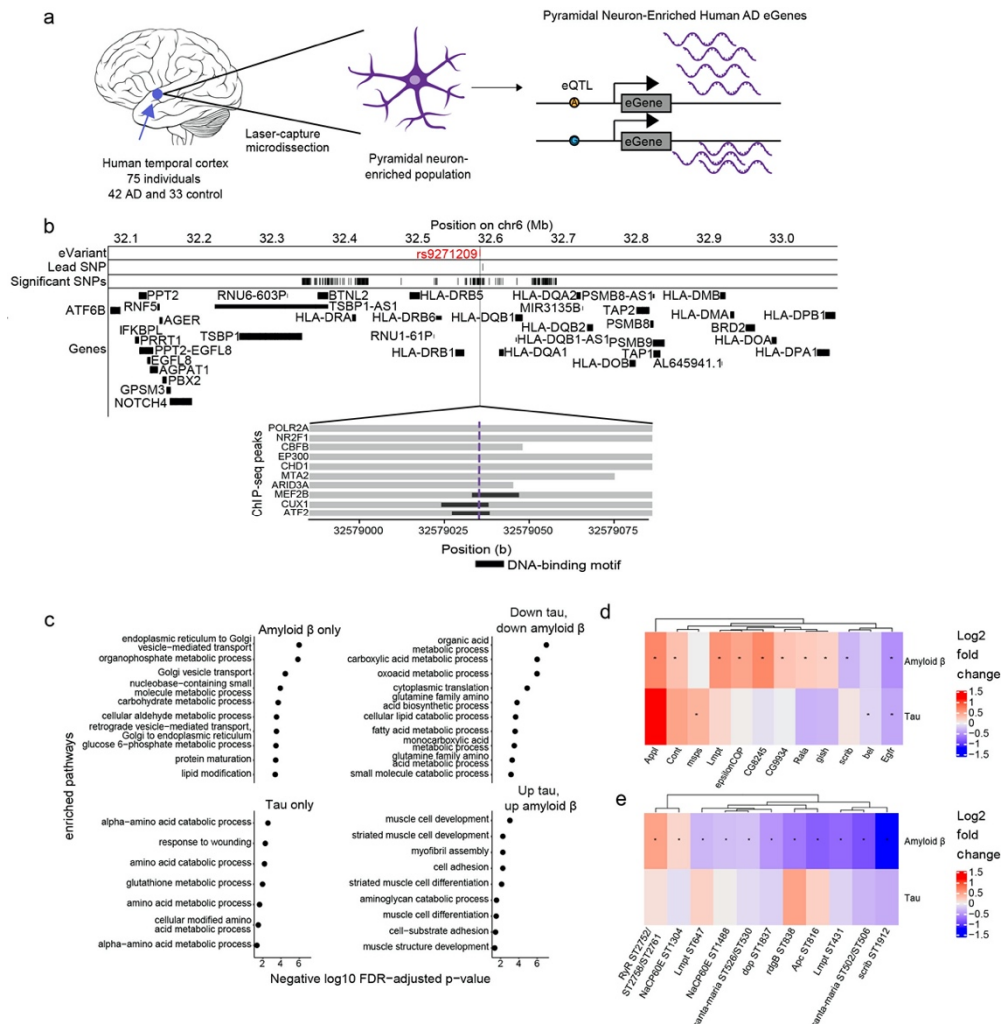 a
Pyramidal Neuron-Enriched Human AD eGenes
eQTL
A
eGene
eGene
Laser-capture
microdissection
Human temporal cortex
75 individuals
42 AD and 33 control
Pyramidal neuron-
enriched population
b
Position on chr6 (Mb)
32.1 32.2 32.3 32.4 32.5 32.6 32.7 32.8 32.9 33.0
eVariant rs9271209
Lead SNP
Significant SNPs
PPT2 RNU6-603P BTNL2 HLA-DRB5 HLA-DQA2 PSMB8-AS1 HLA-DMB
ATF6B RNF5 TSBP1-AS1 MIR3135B TAP2 HLA-DMA HLA-DPB1
AGER HLA-DRA HLA-DRB6 HLA-DQB1
IFKBPL HLA-DQB2 PSMB8 BRD2
PRRT1 TSBP1 RNU1-61P HLA-DQB1-AS1 PSMB9 HLA-DOA
Genes
PPT2-EGFL8 HLA-DRB1 HLA-DQA1 TAP1 HLA-DPA1
EGFL8 HLA-DOB AL645941.1
AGPAT1
PBX2
GPSM3
NOTCH4
ChIP-seq peaks
POLR2A
NR2F1
CBFB
EP300
CHD1
MTA2
ARID3A
MEF2B
CUX1
ATF2
32579000 32579025 32579050 32579075
Position (b)
DNA-binding motif
c
enriched pathways
Amyloid β only
endoplasmic reticulum to Golgi
vesicle-mediated transport
organophosphate metabolic process
Golgi vesicle transport
nucleobase-containing small
molecule metabolic process
carbohydrate metabolic process
cellular aldehyde metabolic process
retrograde vesicle-mediated transport,
Golgi to endoplasmic reticulum
glucose 6-phosphate metabolic process
protein maturation
lipid modification
Down tau,
down amyloid β
organic acid
metabolic process
carboxylic acid metabolic process
oxoacid metabolic process
cytoplasmic translation
glutamine family amino
acid biosynthetic process
cellular lipid catabolic process
fatty acid metabolic process
monocarboxylic acid
metabolic process
glutamine family amino
acid metabolic process
small molecule catabolic process
Tau only
alpha-amino acid catabolic process
response to wounding
amino acid catabolic process
glutathione metabolic process
amino acid metabolic process
cellular modified amino
acid metabolic process
alpha-amino acid metabolic process
2 4 6
Up tau,
up amyloid β
muscle cell development
striated muscle cell development
myofibril assembly
cell adhesion
striated muscle cell differentiation
aminoglycan catabolic process
muscle cell differentiation
cell-substrate adhesion
muscle structure development
2 4 6
Negative log10 FDR-adjusted p-value
d
Amyloid β
Tau
Appl
Cont
msps
Lmpt
epsilonCOP
CG8245
CG9934
Rala
gish
scrib
bel
Egfr
Log2
fold
change
1.5
1
0.5
0
-0.5
-1
-1.5
e
Amyloid β
Tau
RyR ST2752/
ST2758/ST2761
NaCP60E ST1304
Lmpt ST647
NaCP60E ST1488
santa-maria ST526/ST530
dop ST1837
rdgB ST838
Apc ST816
Lmpt ST431
santa-maria ST502/ST506
scrib ST1912
Log2
fold
change
1.5
1
0.5
0
-0.5
-1
-1.5